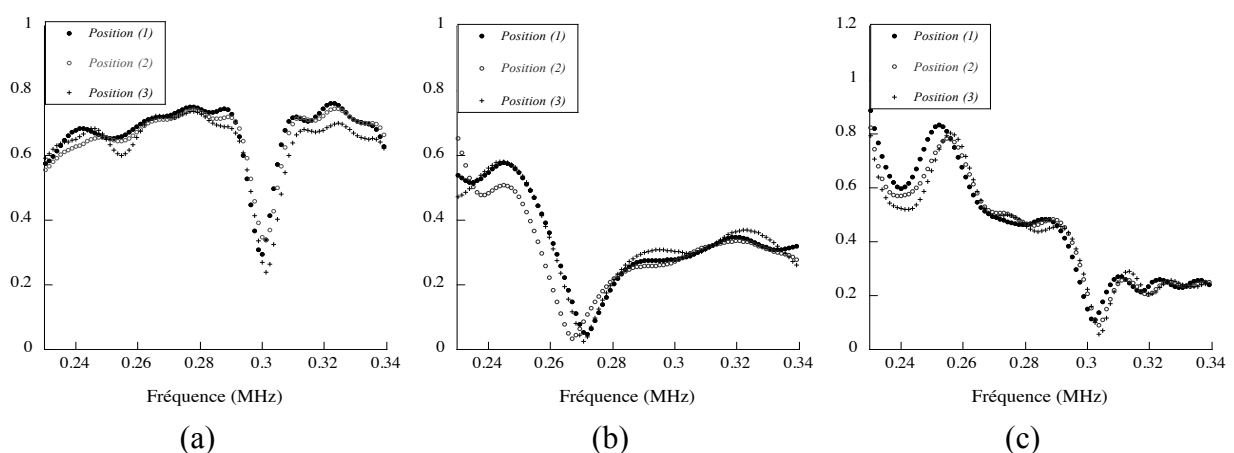 1
0.8
0.6
0.4
0.2
0
Position (1)
Position (2)
Position (3)
0.24 0.26 0.28 0.3 0.32 0.34
Fréquence (MHz)
(a)
1
0.8
0.6
0.4
0.2
0
Position (1)
Position (2)
Position (3)
0.24 0.26 0.28 0.3 0.32 0.34
Fréquence (MHz)
(b)
1.2
1
0.8
0.6
0.4
0.2
0
Position (1)
Position (2)
Position (3)
0.24 0.26 0.28 0.3 0.32 0.34
Fréquence (MHz)
(c)